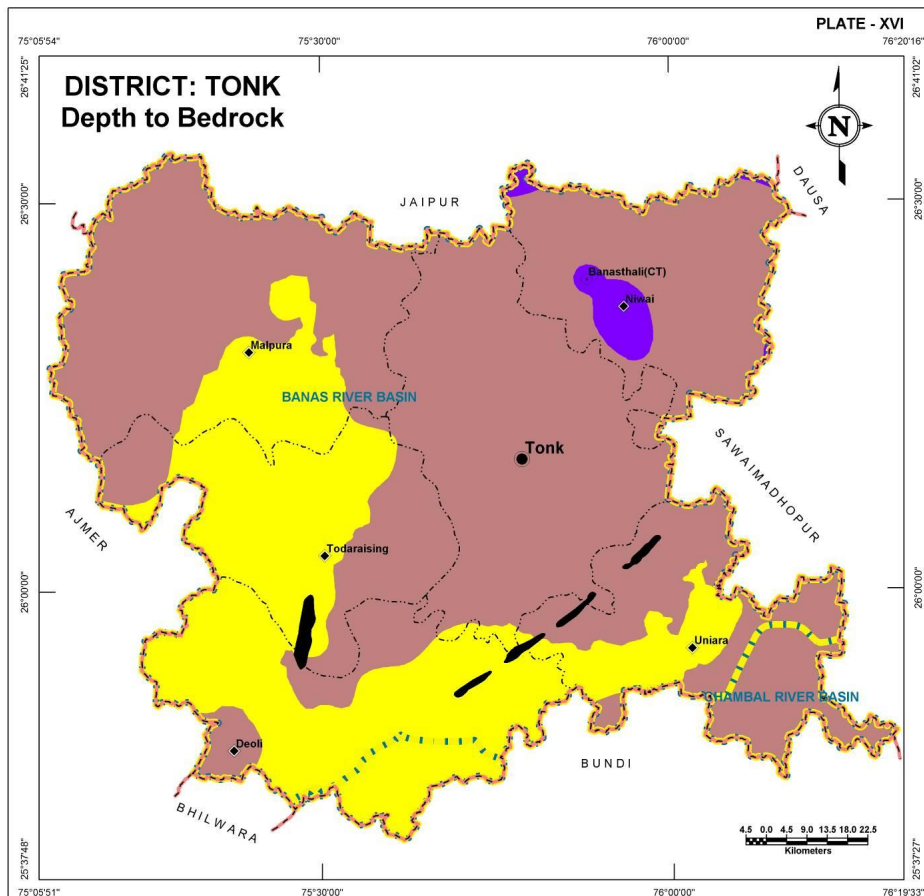 PLATE - XVI
75°05'54"
75°30'00"
76°00'00"
76°20'16"
26°41'25"
26°41'02"
DISTRICT: TONK
Depth to Bedrock
N
DAUSA
JAIPUR
26°30'00"
26°30'00"
Banasthali(CT)
Niwai
Malpura
BANAS RIVER BASIN
Tonk
SAWAIMADHOPUR
AJMER
Todaraising
26°00'00"
26°00'00"
Uniara
CHAMBAL RIVER BASIN
Deoli
BUNDI
BHILWARA
4.5 0.0 4.5 9.0 13.5 18.0 22.5
Kilometers
25°37'48"
25°37'27"
75°05'51"
75°30'00"
76°00'00"
76°19'33"